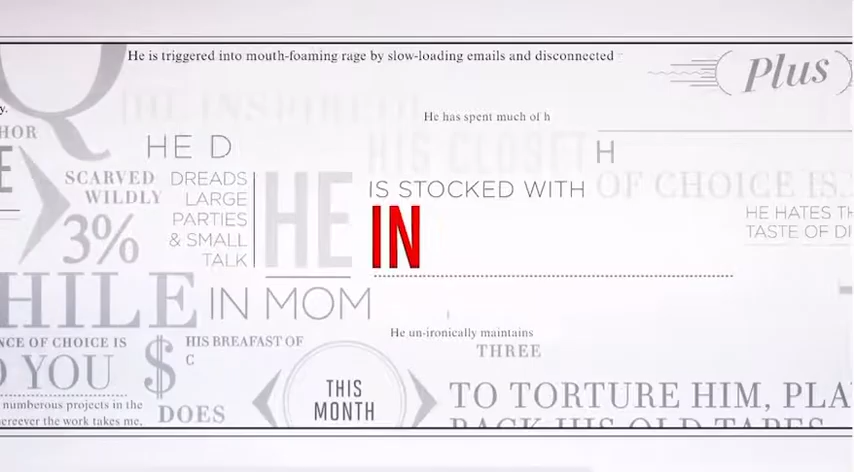 He is triggered into mouth-foaming rage by slow-loading emails and disconnected
Plus
y.
HE INSPIRED
He has spent much of h
HOR
HE D
HIS CLOSET
H
E
SCARVED
WILDLY
3%
DREADS
LARGE
PARTIES
& SMALL
TALK
HE
IS STOCKED WITH
IN
OF CHOICE IS
HE HATES TH
TASTE OF DI
HILE
IN MOM
He un-ironically maintains
THREE
NCE OF CHOICE IS
O YOU
$
HIS BREAFAST OF
C
THIS
MONTH
TO TORTURE HIM, PLA
BACK HIS OLD TAPES
numberous projects in the
hereever the work takes me.
DOES